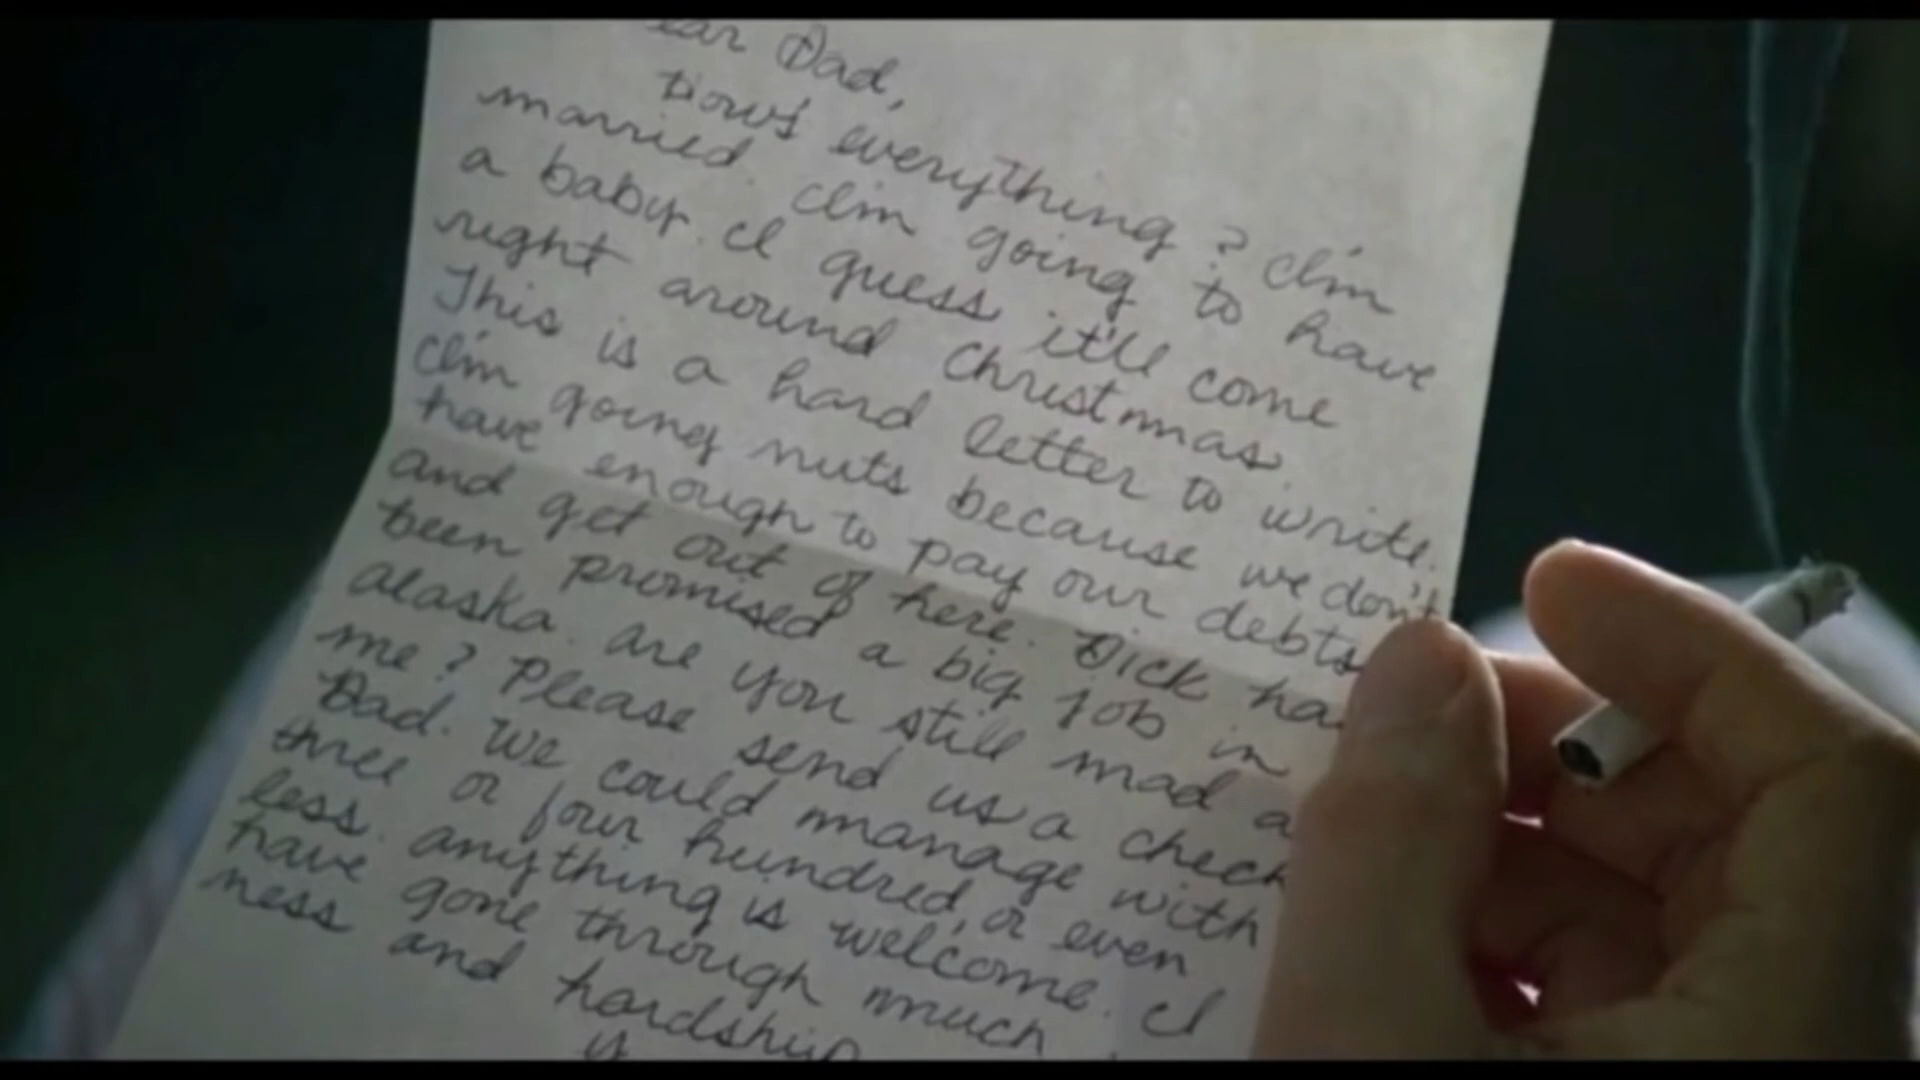 ear Dad,
How's everything? I'm
married. I'm going to have
a baby. I guess it'll come
right around Christmas.
This is a hard letter to write.
I'm going nuts because we don't
have enough to pay our debts
and get out of here. Dick ha
been promised a big job in
Alaska. Are you still mad a
me? Please send us a check
Dad. We could manage with
three or four hundred, or even
less. Anything is welcome. I
have gone through much
ness and hardship
y